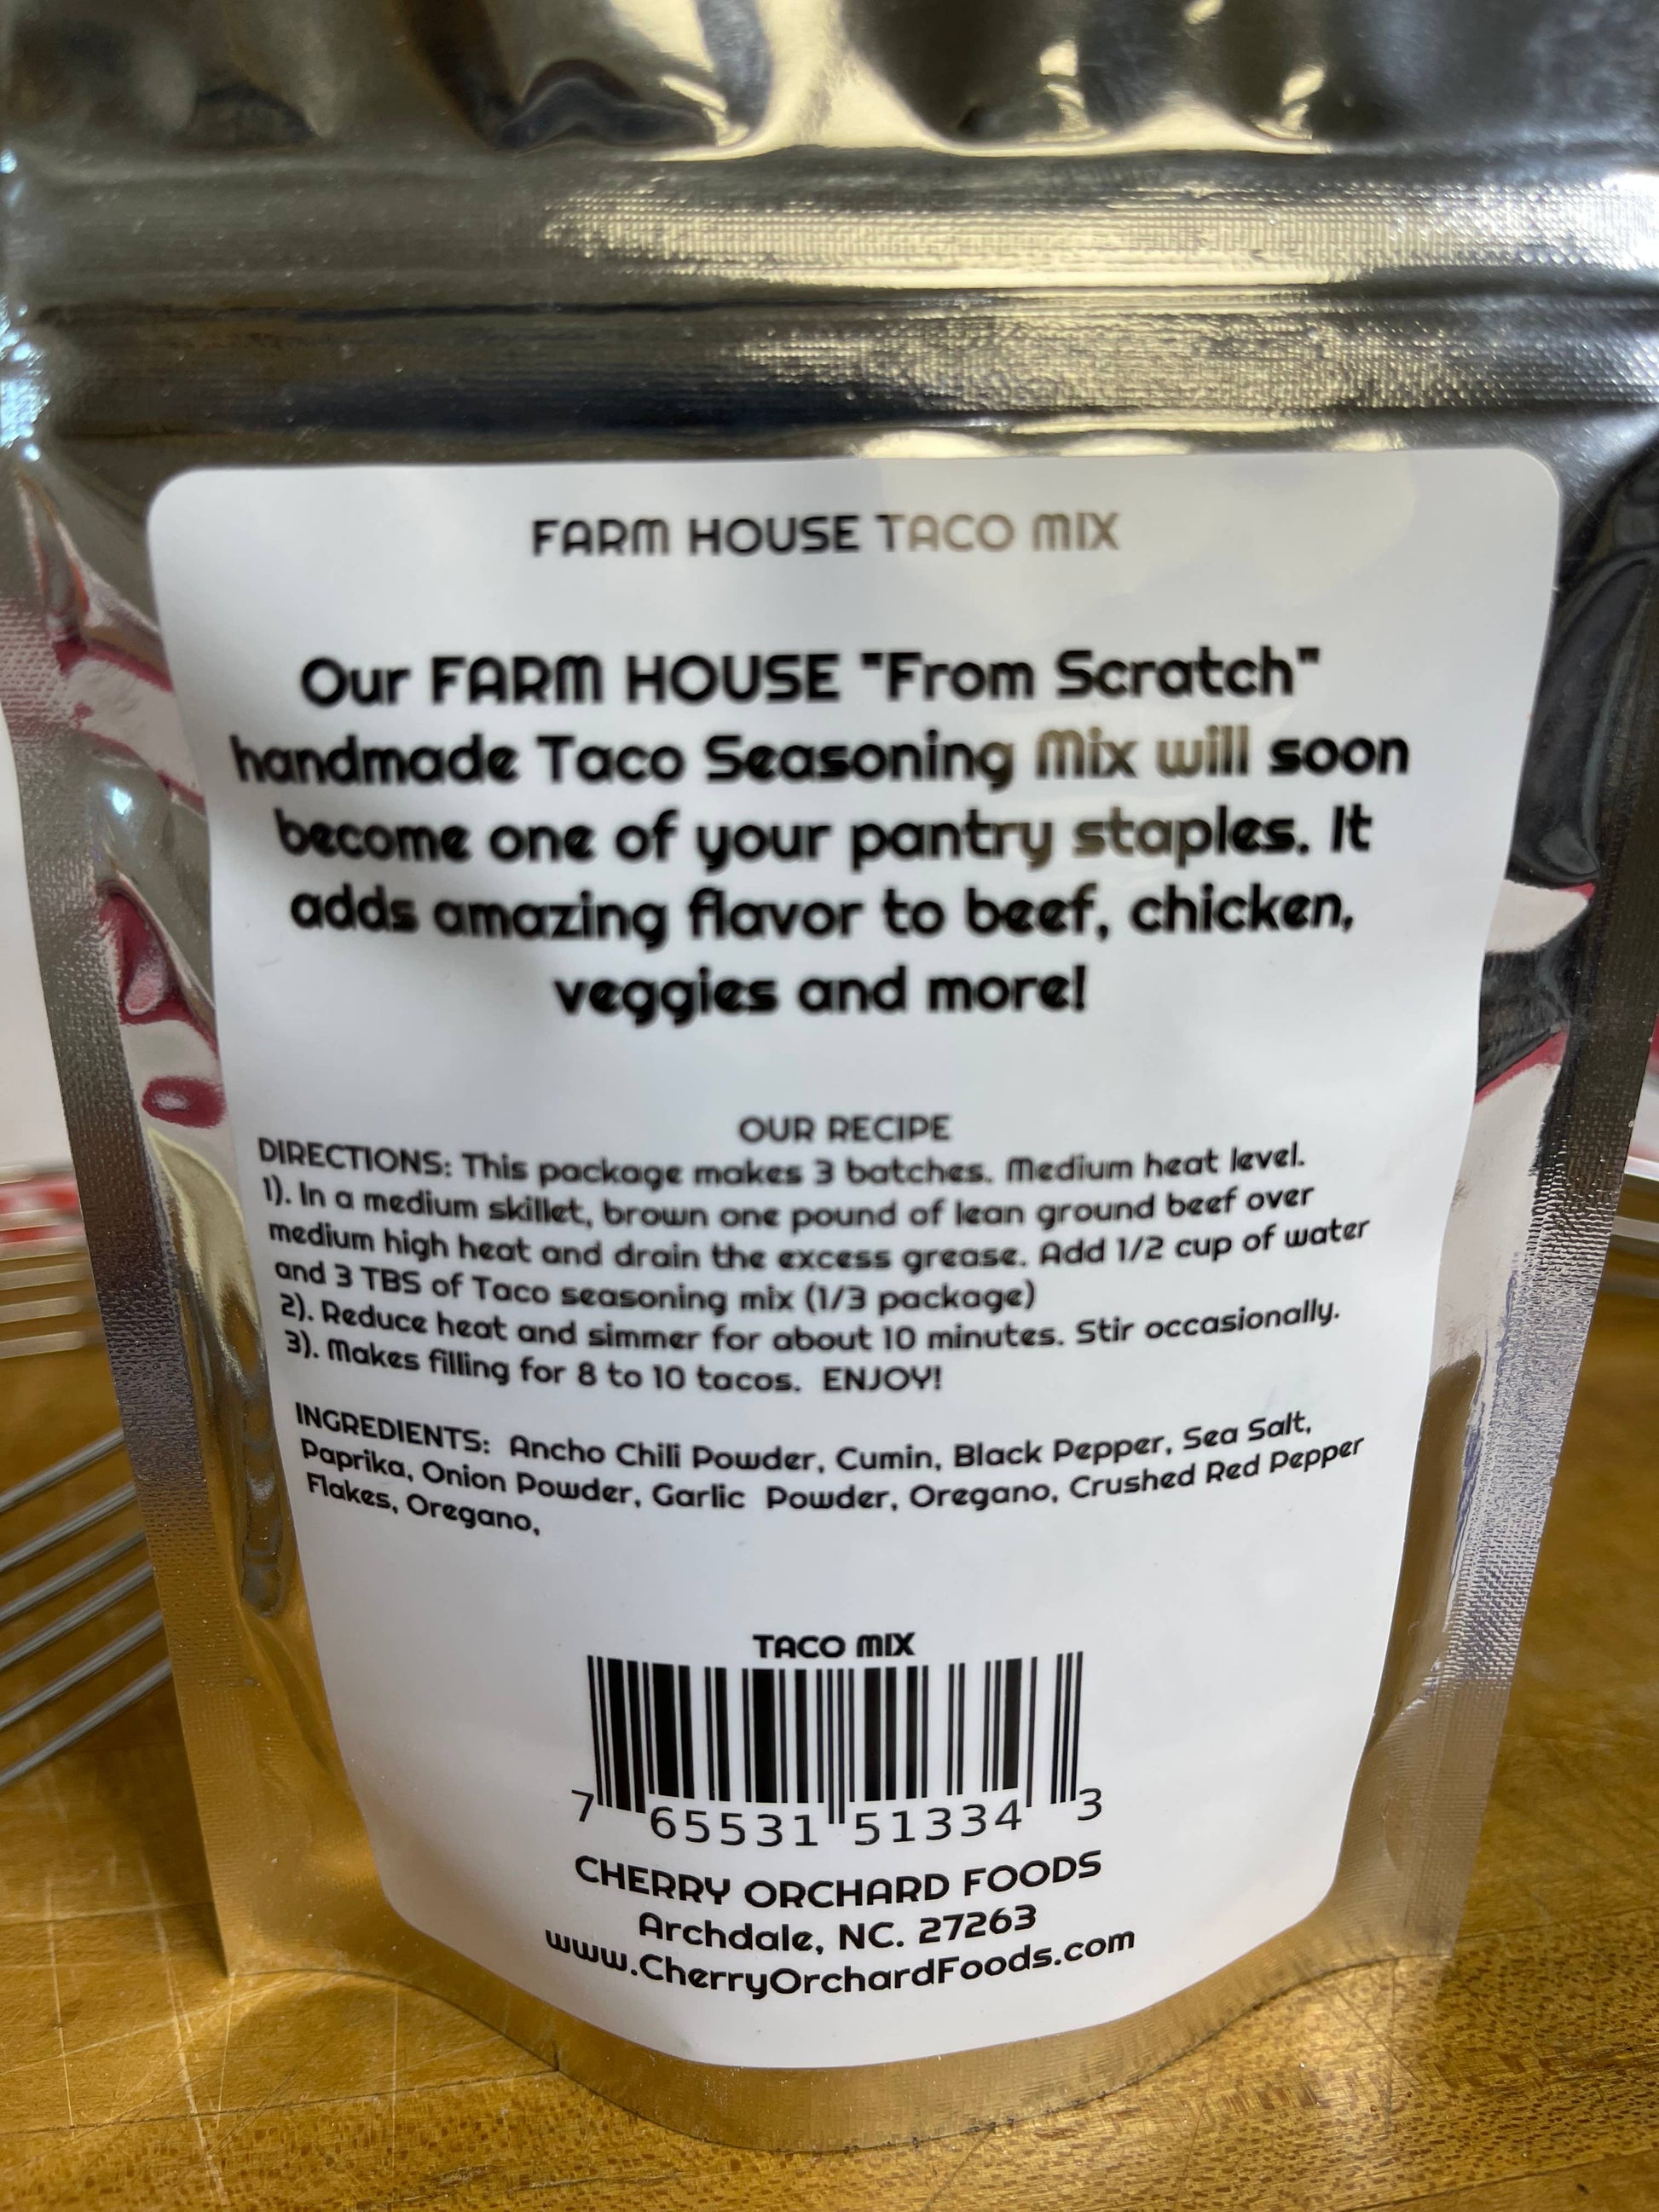 FARM HOUSE TACO MIX
Our FARM HOUSE "From Scratch"
handmade Taco Seasoning Mix will soon
become one of your pantry staples. It
adds amazing flavor to beef, chicken,
veggies and more!
OUR RECIPE
DIRECTIONS: This package makes 3 batches. Medium heat level.
1). In a medium skillet, brown one pound of lean ground beef over
medium high heat and drain the excess grease. Add 1/2 cup of water
and 3 TBS of Taco seasoning mix (1/3 package)
2). Reduce heat and simmer for about 10 minutes. Stir occasionally.
3). Makes filling for 8 to 10 tacos. ENJOY!
INGREDIENTS: Ancho Chili Powder, Cumin, Black Pepper, Sea Salt,
Paprika, Onion Powder, Garlic Powder, Oregano, Crushed Red Pepper
Flakes, Oregano,
TACO MIX
7 65531 51334 3
CHERRY ORCHARD FOODS
Archdale, NC. 27263
www.CherryOrchardFoods.com